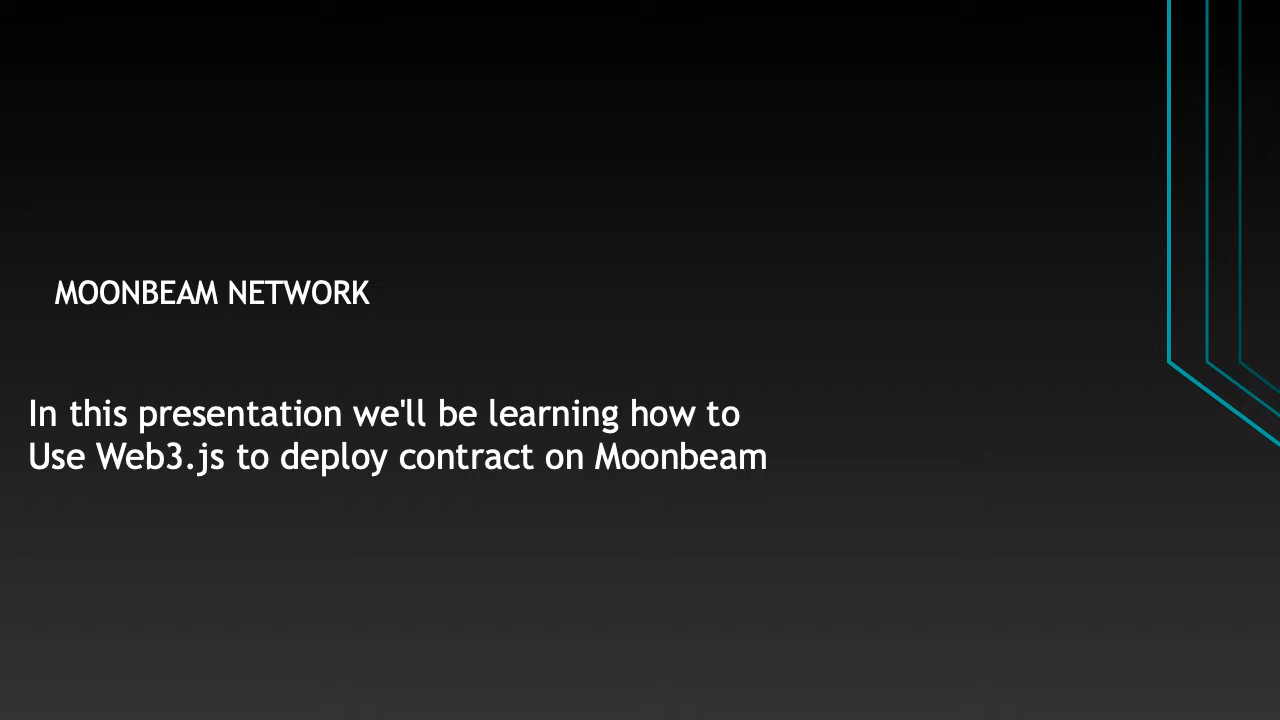 MOONBEAM NETWORK
In this presentation we'll be learning how to
Use Web3.js to deploy contract on Moonbeam